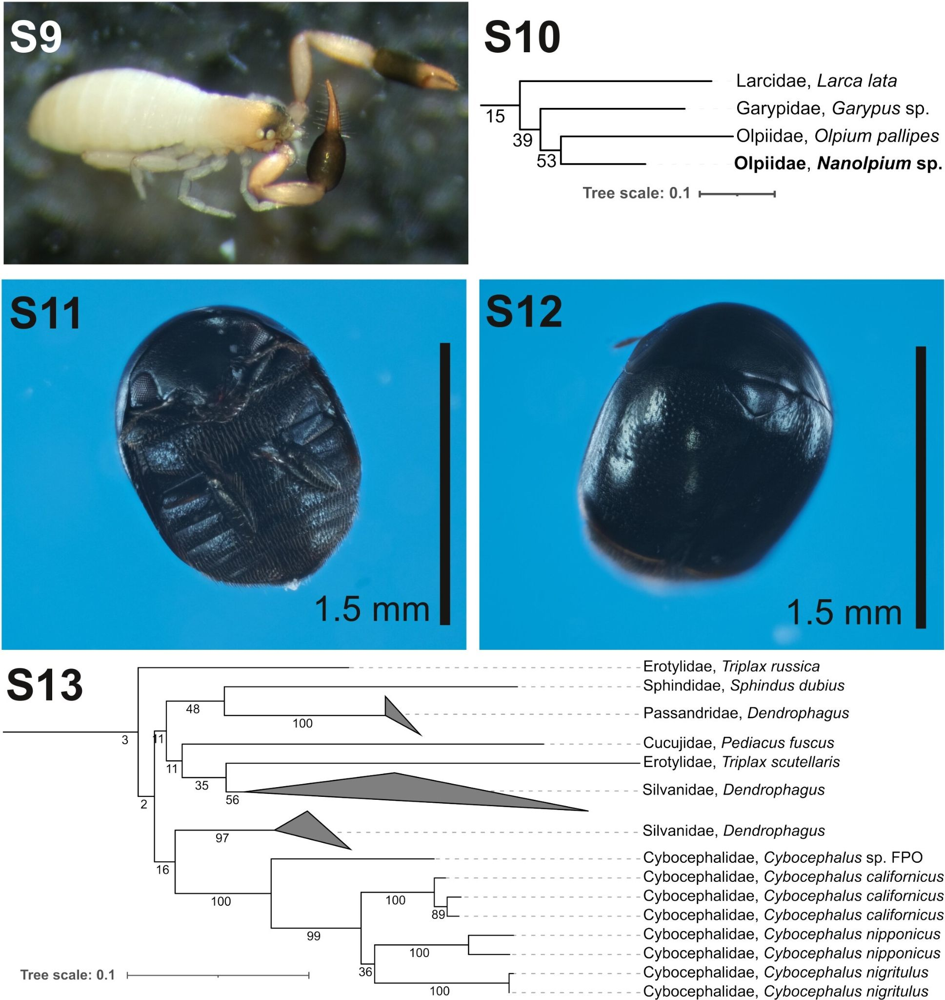 S9
S10
Larcidae, Larca lata
Garypidae, Garypus sp.
Olpiidae, Olpium pallipes
Olpiidae, Nanolpium sp.
15
39
53
Tree scale: 0.1
S11
1.5 mm
S12
1.5 mm
S13
Erotylidae, Triplax russica
Sphindidae, Sphindus dubius
48
Passandridae, Dendrophagus
100
3
11
Cucujidae, Pediacus fuscus
Erotylidae, Triplax scutellaris
11
35
Silvanidae, Dendrophagus
56
2
Silvanidae, Dendrophagus
97
Cybocephalidae, Cybocephalus sp. FPO
16
Cybocephalidae, Cybocephalus californicus
Cybocephalidae, Cybocephalus californicus
100
100
Cybocephalidae, Cybocephalus californicus
89
Cybocephalidae, Cybocephalus nipponicus
99
Cybocephalidae, Cybocephalus nipponicus
100
Cybocephalidae, Cybocephalus nigritulus
36
Tree scale: 0.1
Cybocephalidae, Cybocephalus nigritulus
100